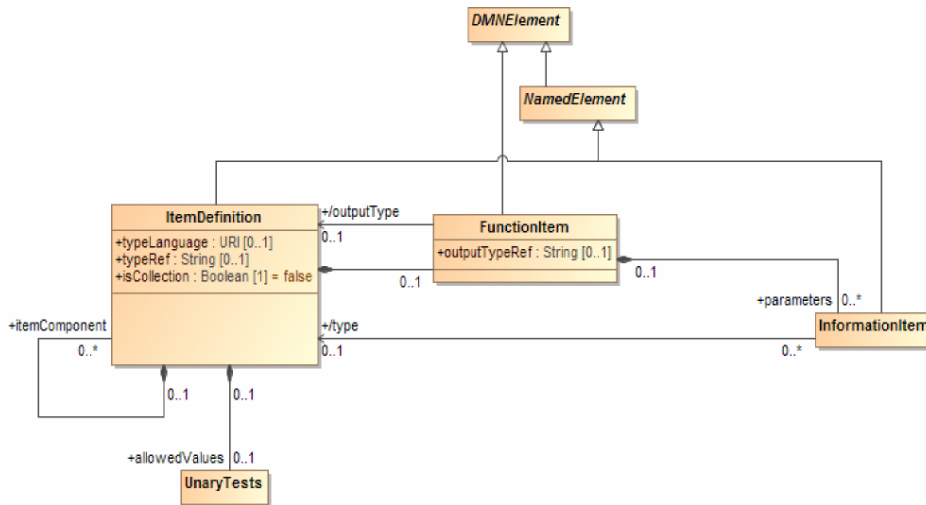 DMNElement
NamedElement
ItemDefinition
+typeLanguage : URI [0..1]
+typeRef : String [0..1]
+isCollection : Boolean [1] = false
+/outputType
0..1
FunctionItem
+outputTypeRef : String [0..1]
0..1
0..1
+parameters
0..*
InformationItem
+/type
0..1
0..*
+itemComponent
0..*
0..1
0..1
+allowedValues
0..1
UnaryTests